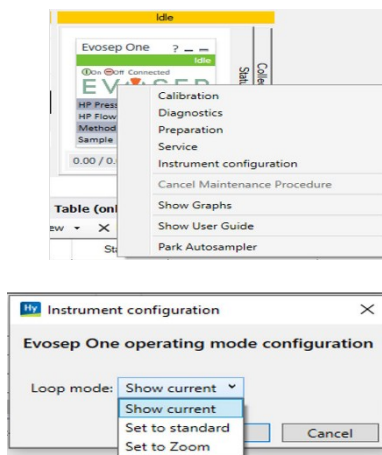 Idle
Evosep One ? _ _
Idle
On Off Connected
HP Press
HP Flow
Method
Sample
0.00 / 0.
Calibration
Diagnostics
Preparation
Service
Instrument configuration
Cancel Maintenance Procedure
Show Graphs
Show User Guide
Park Autosampler
Table (onl
ew
Hy Instrument configuration
Evosep One operating mode configuration
Loop mode: Show current
Show current
Set to standard
Set to Zoom
Cancel